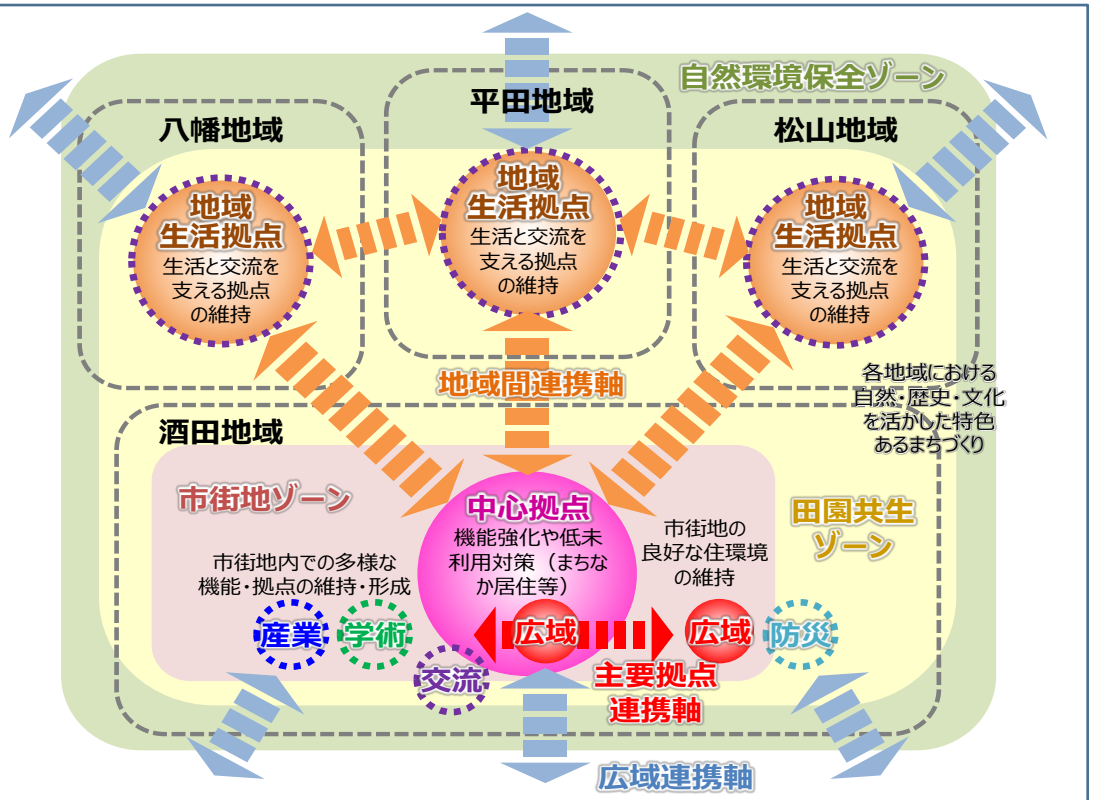 自然環境保全ゾーン
八幡地域
平田地域
松山地域
地域
生活拠点
生活と交流を
支える拠点
の維持
地域
生活拠点
生活と交流を
支える拠点
の維持
地域
生活拠点
生活と交流を
支える拠点
の維持
地域間連携軸
各地域における
自然・歴史・文化
を活かした特色
あるまちづくり
酒田地域
市街地ゾーン
市街地内での多様な
機能・拠点の維持・形成
中心拠点
機能強化や低未
利用対策（まちな
か居住等）
市街地の
良好な住環境
の維持
田園共生
ゾーン
産業
学術
交流
広域
広域
防災
主要拠点
連携軸
広域連携軸